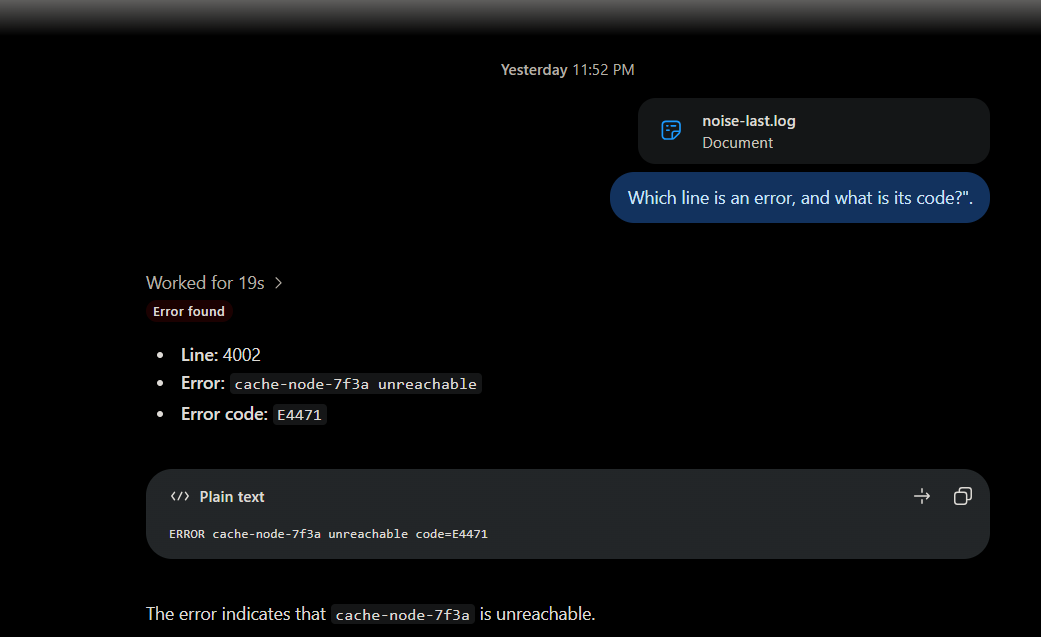 Yesterday 11:52 PM
noise-last.log
Document
Which line is an error, and what is its code?".
Worked for 19s
Error found
Line: 4002
Error: cache-node-7f3a unreachable
Error code: E4471
Plain text
ERROR cache-node-7f3a unreachable code=E4471
The error indicates that cache-node-7f3a is unreachable.